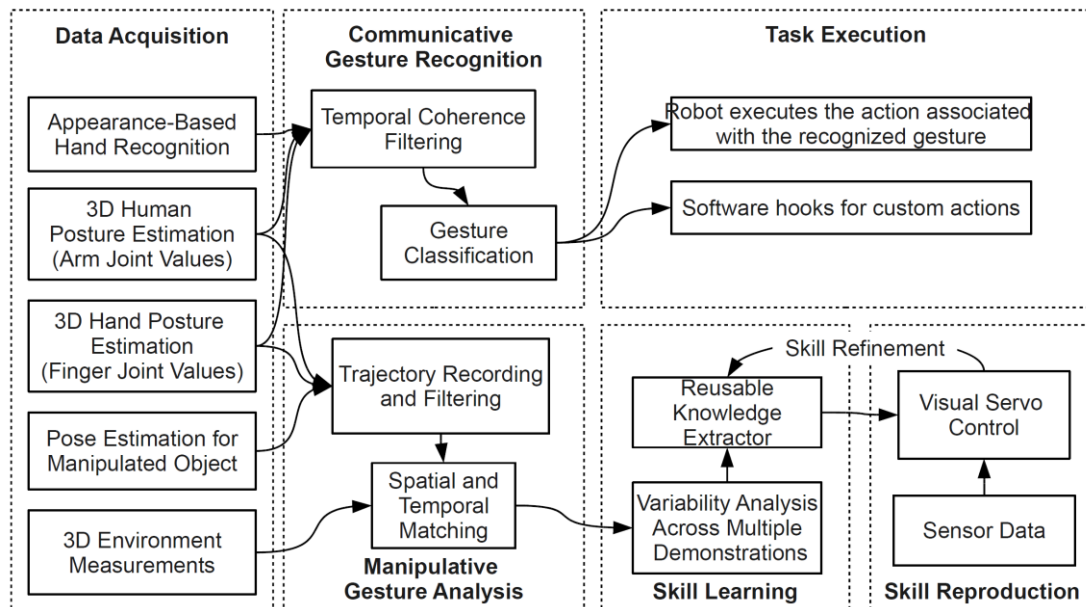 Data Acquisition
Appearance-Based
Hand Recognition
3D Human
Posture Estimation
(Arm Joint Values)
3D Hand Posture
Estimation
(Finger Joint Values)
Pose Estimation for
Manipulated Object
3D Environment
Measurements
Communicative
Gesture Recognition
Temporal Coherence
Filtering
Gesture
Classification
Task Execution
Robot executes the action associated
with the recognized gesture
Software hooks for custom actions
Trajectory Recording
and Filtering
Spatial and
Temporal
Matching
Manipulative
Gesture Analysis
Skill Refinement
Reusable
Knowledge
Extractor
Variability Analysis
Across Multiple
Demonstrations
Skill Learning
Visual Servo
Control
Sensor Data
Skill Reproduction